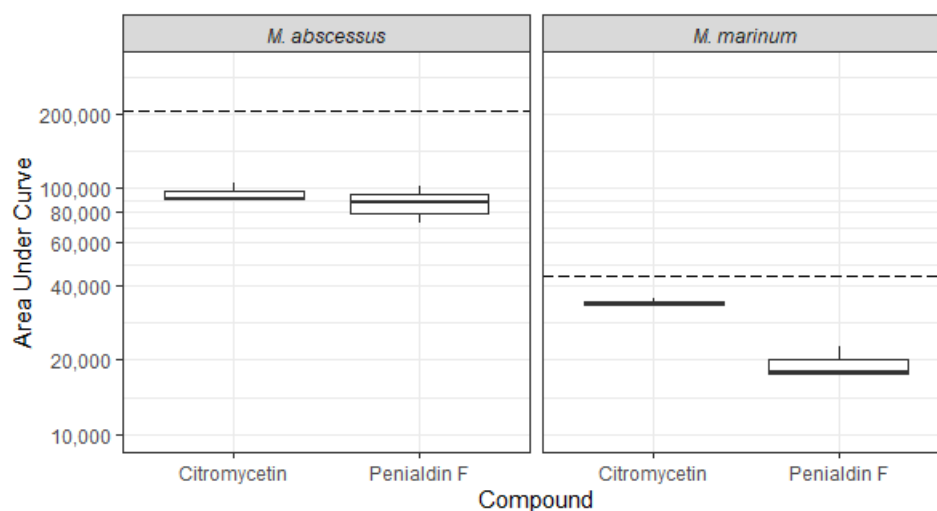 M. abscessus
M. marinum
Area Under Curve
200,000
100,000
80,000
60,000
40,000
20,000
10,000
Citromycetin
Penialdin F
Citromycetin
Penialdin F
Compound